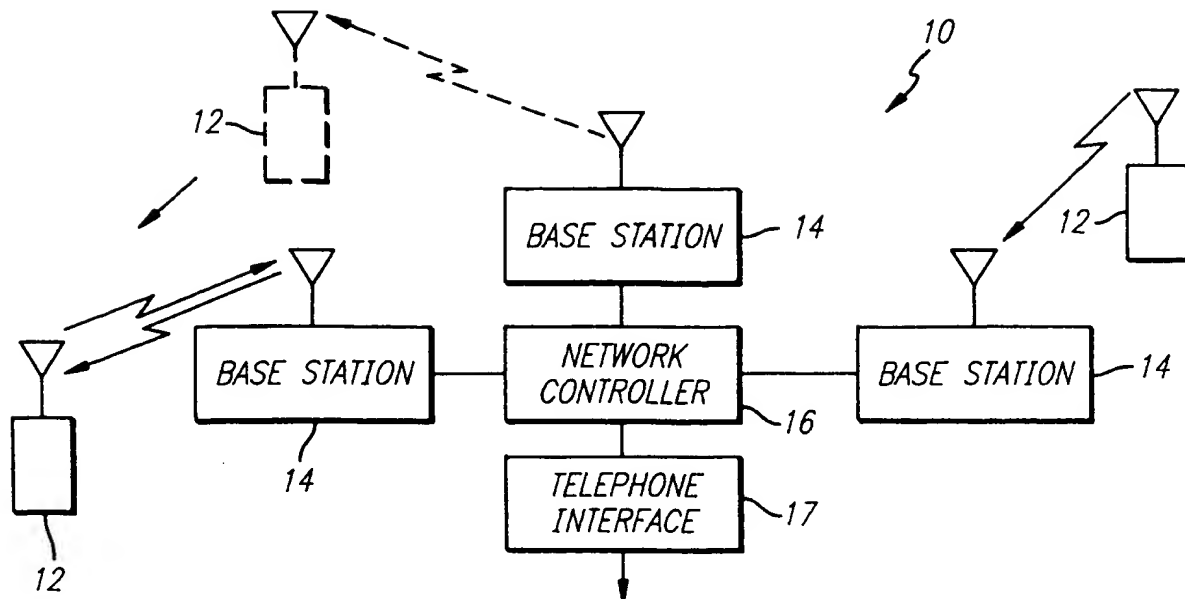 10
12
12
BASE STATION
14
BASE STATION
14
NETWORK
CONTROLLER
16
BASE STATION
14
TELEPHONE
INTERFACE
17
12